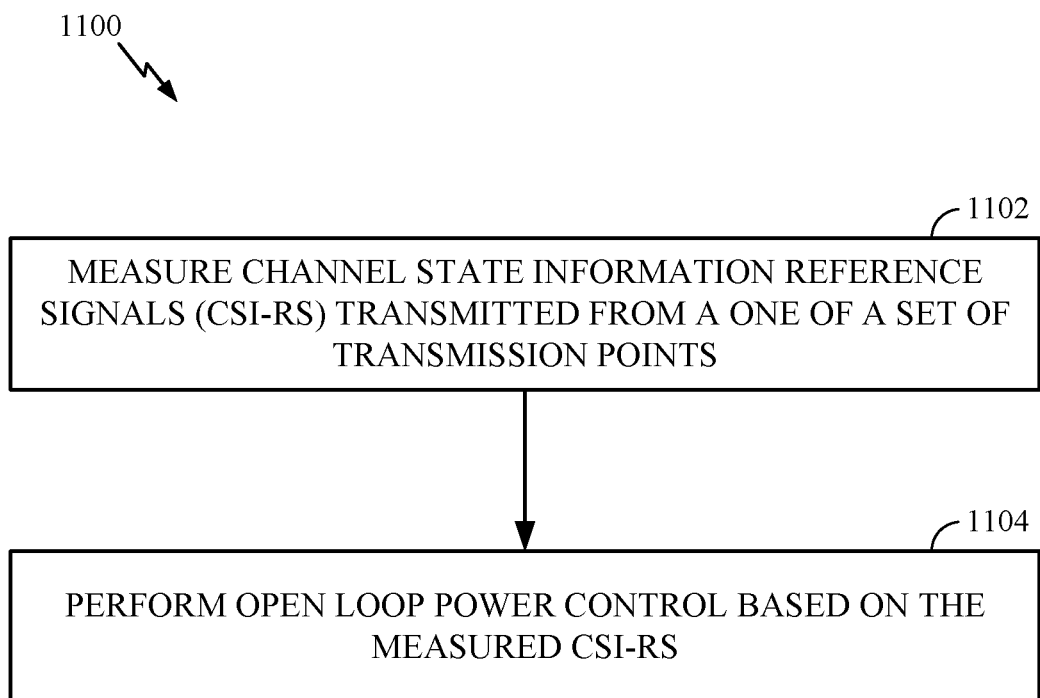 1100
1102
MEASURE CHANNEL STATE INFORMATION REFERENCE
SIGNALS (CSI-RS) TRANSMITTED FROM A ONE OF A SET OF
TRANSMISSION POINTS
1104
PERFORM OPEN LOOP POWER CONTROL BASED ON THE
MEASURED CSI-RS